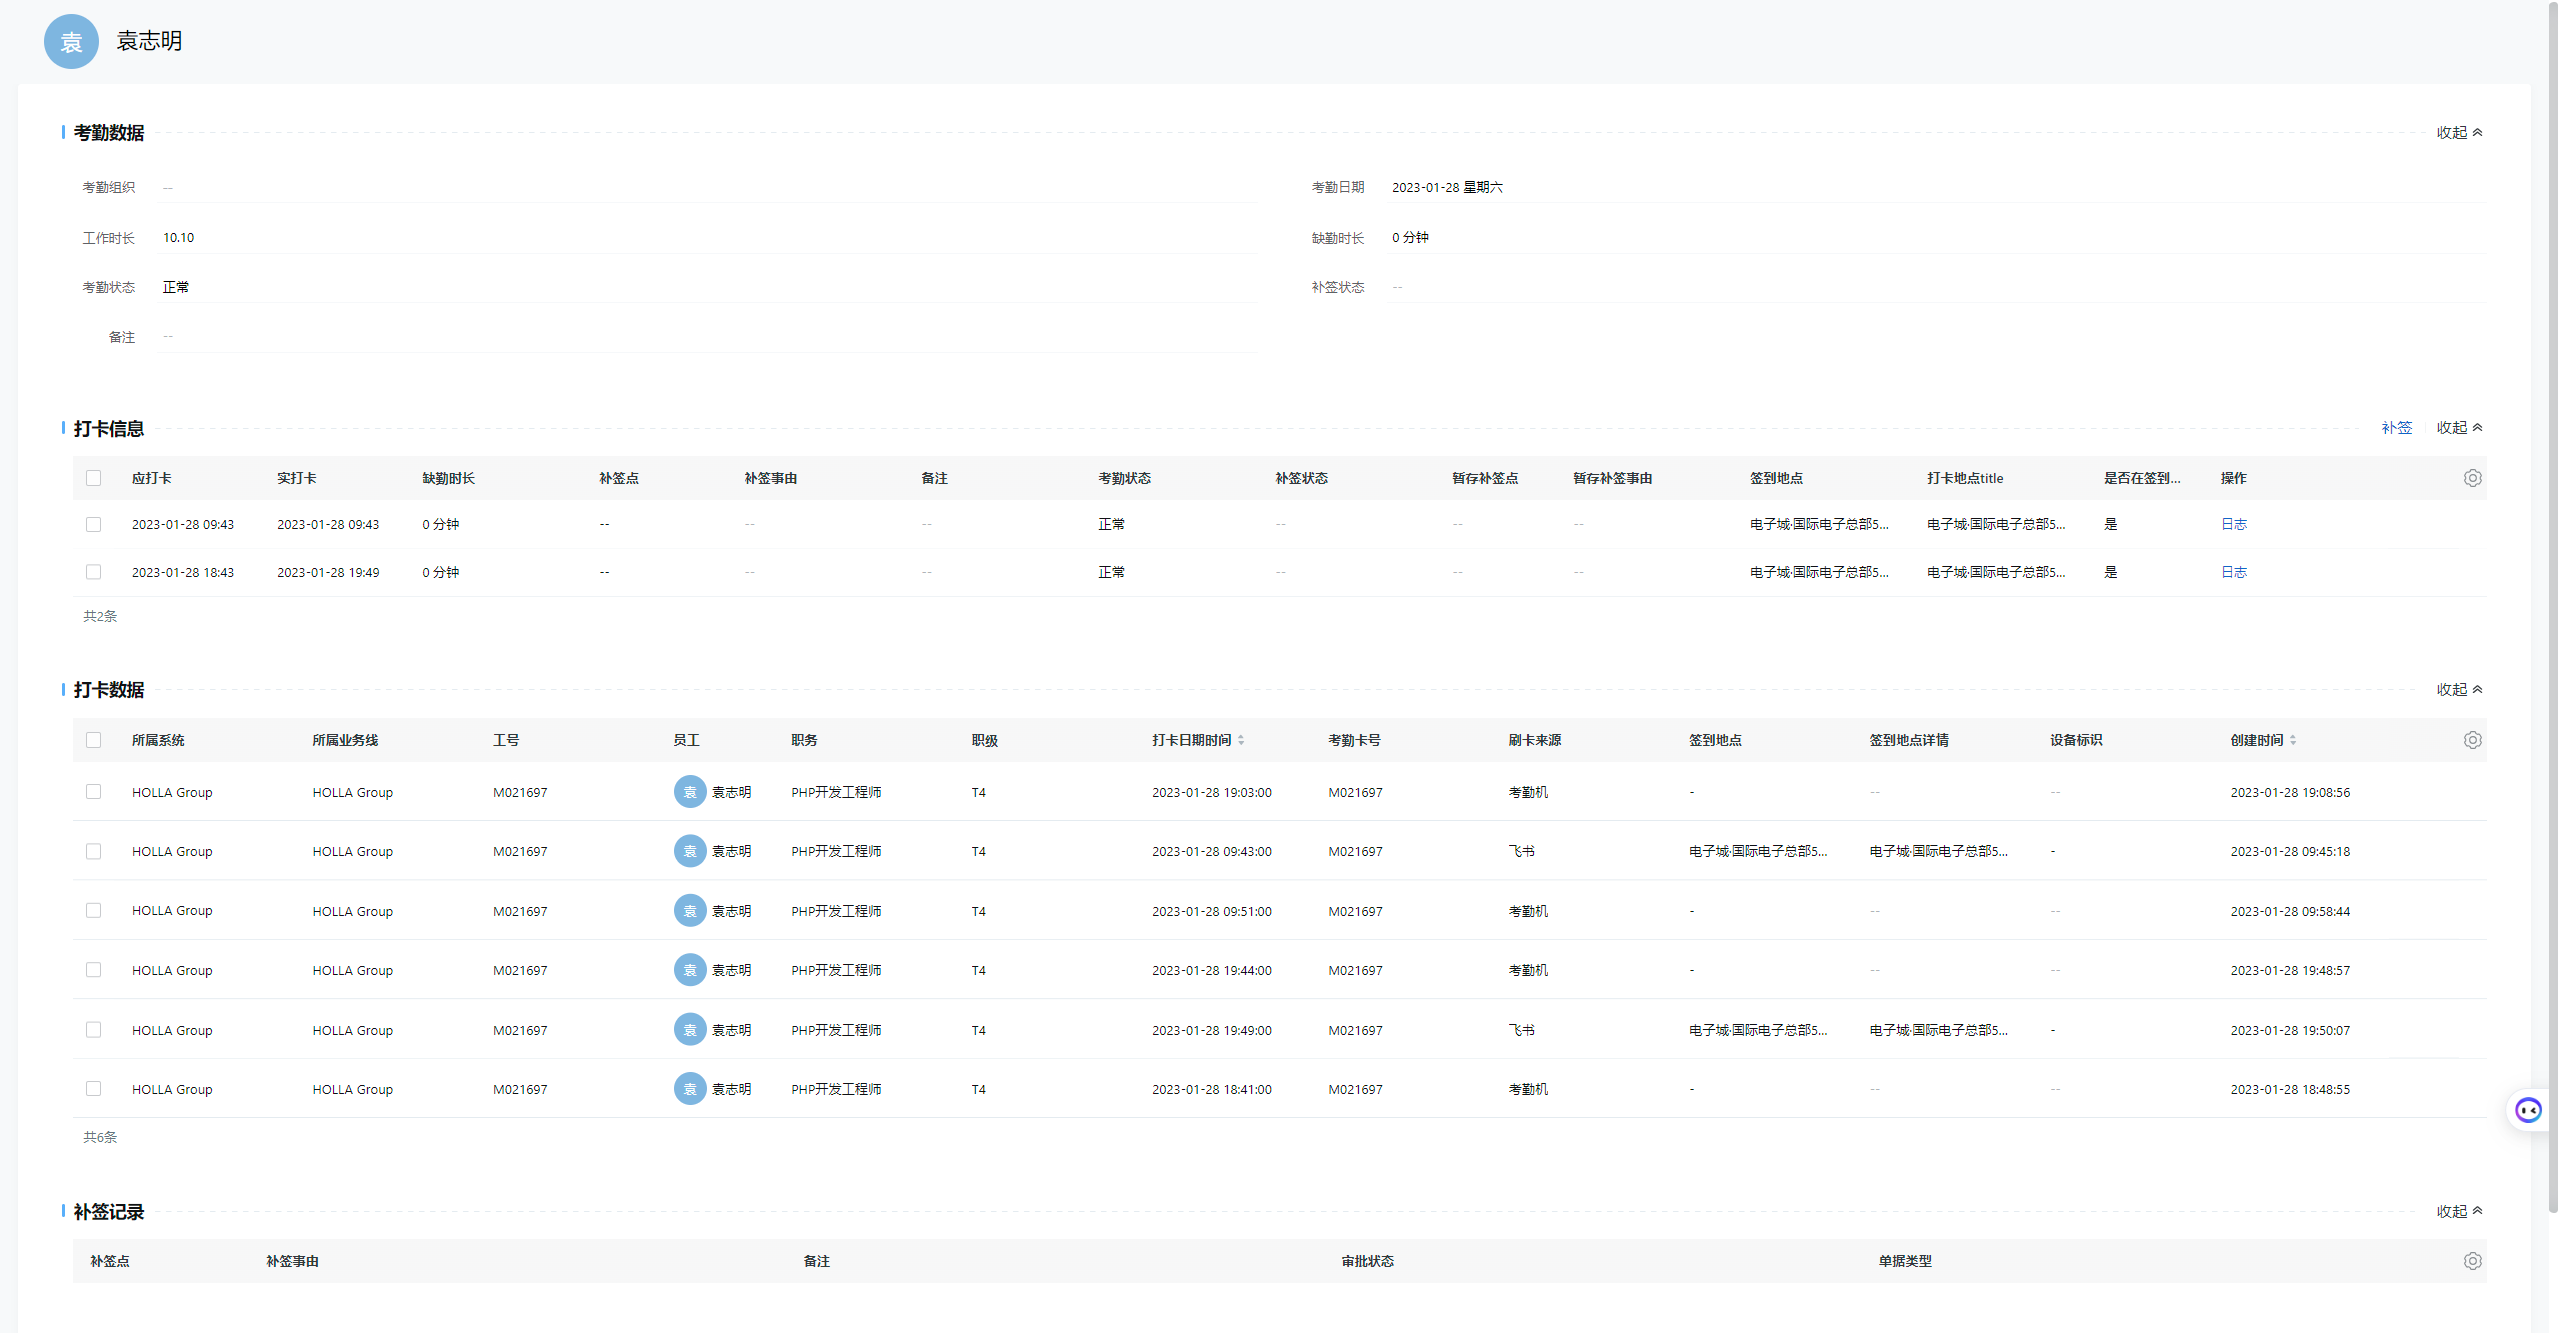 袁 袁志明
考勤数据 收起
考勤组织 -- 考勤日期 2023-01-28 星期六
工作时长 10.10 缺勤时长 0 分钟
考勤状态 正常 补签状态 --
备注 --
打卡信息 补签 收起
应打卡 实打卡 缺勤时长 补签点 补签事由 备注 考勤状态 补签状态 暂存补签点 暂存补签事由 签到地点 打卡地点title 是否在签到... 操作
2023-01-28 09:43 2023-01-28 09:43 0 分钟 -- -- -- 正常 -- -- -- 电子城·国际电子总部5... 电子城·国际电子总部5... 是 日志
2023-01-28 18:43 2023-01-28 19:49 0 分钟 -- -- -- 正常 -- -- -- 电子城·国际电子总部5... 电子城·国际电子总部5... 是 日志
共2条
打卡数据 收起
所属系统 所属业务线 工号 员工 职务 职级 打卡日期时间 考勤卡号 刷卡来源 签到地点 签到地点详情 设备标识 创建时间
HOLLA Group HOLLA Group M021697 袁 袁志明 PHP开发工程师 T4 2023-01-28 19:03:00 M021697 考勤机 - -- -- 2023-01-28 19:08:56
HOLLA Group HOLLA Group M021697 袁 袁志明 PHP开发工程师 T4 2023-01-28 09:43:00 M021697 飞书 电子城·国际电子总部5... 电子城·国际电子总部5... - 2023-01-28 09:45:18
HOLLA Group HOLLA Group M021697 袁 袁志明 PHP开发工程师 T4 2023-01-28 09:51:00 M021697 考勤机 - -- -- 2023-01-28 09:58:44
HOLLA Group HOLLA Group M021697 袁 袁志明 PHP开发工程师 T4 2023-01-28 19:44:00 M021697 考勤机 - -- -- 2023-01-28 19:48:57
HOLLA Group HOLLA Group M021697 袁 袁志明 PHP开发工程师 T4 2023-01-28 19:49:00 M021697 飞书 电子城·国际电子总部5... 电子城·国际电子总部5... - 2023-01-28 19:50:07
HOLLA Group HOLLA Group M021697 袁 袁志明 PHP开发工程师 T4 2023-01-28 18:41:00 M021697 考勤机 - -- -- 2023-01-28 18:48:55
共6条
补签记录 收起
补签点 补签事由 备注 审批状态 单据类型